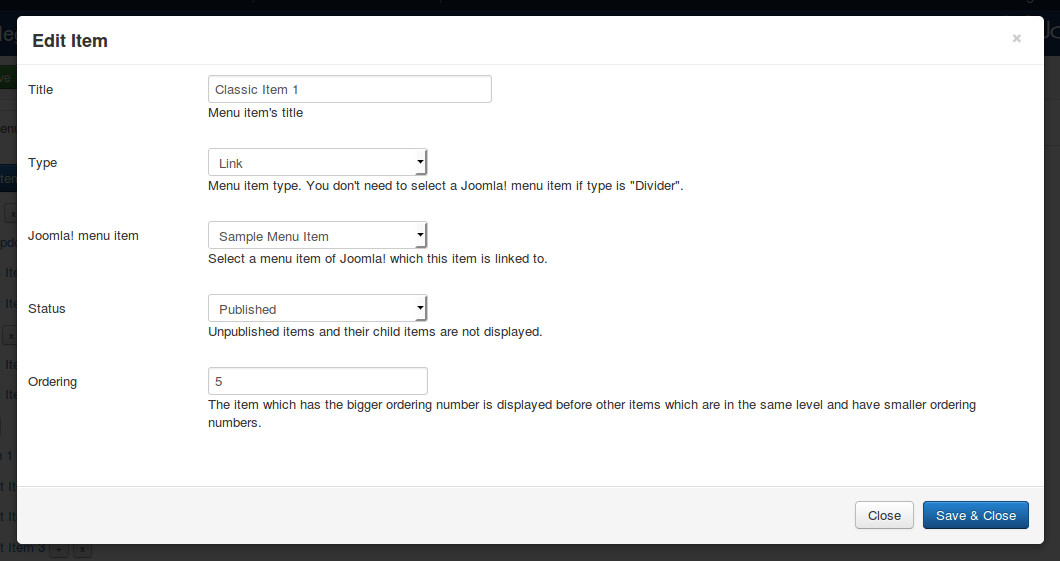 Edit Item
×
Title
Classic Item 1
Menu item's title
Type
Link
Menu item type. You don't need to select a Joomla! menu item if type is "Divider".
Joomla! menu item
Sample Menu Item
Select a menu item of Joomla! which this item is linked to.
Status
Published
Unpublished items and their child items are not displayed.
Ordering
5
The item which has the bigger ordering number is displayed before other items which are in the same level and have smaller ordering
numbers.
Close
Save & Close
t Item 3 + x